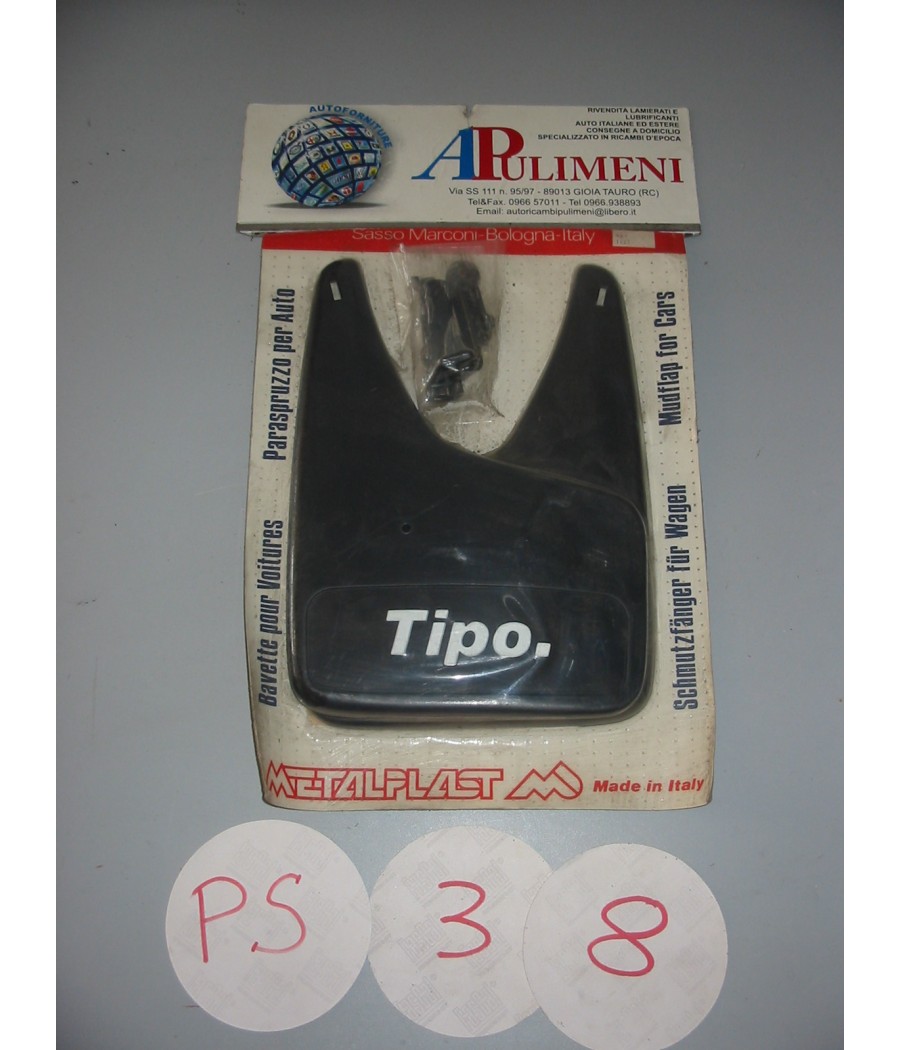 AUTOFORNITURE
APULIMENI
RIVENDITA LAMIERATI E
LUBRIFICANTI
AUTO ITALIANE ED ESTERE
CONSEGNE A DOMICILIO
SPECIALIZZATO IN RICAMBI D'EPOCA
Via SS 111 n. 95/97 - 89013 GIOIA TAURO (RC)
Tel&Fax. 0966 57011 - Tel 0966.938893
Email: autoricambipulimeni@libero.it
Sasso Marconi-Bologna-Italy
Paraspruzzo per Auto
Bavette pour Voitures
Mudflap for Cars
Schmutzfänger für Wagen
Tipo.
METALPLAST
Made in Italy
PS
3
8